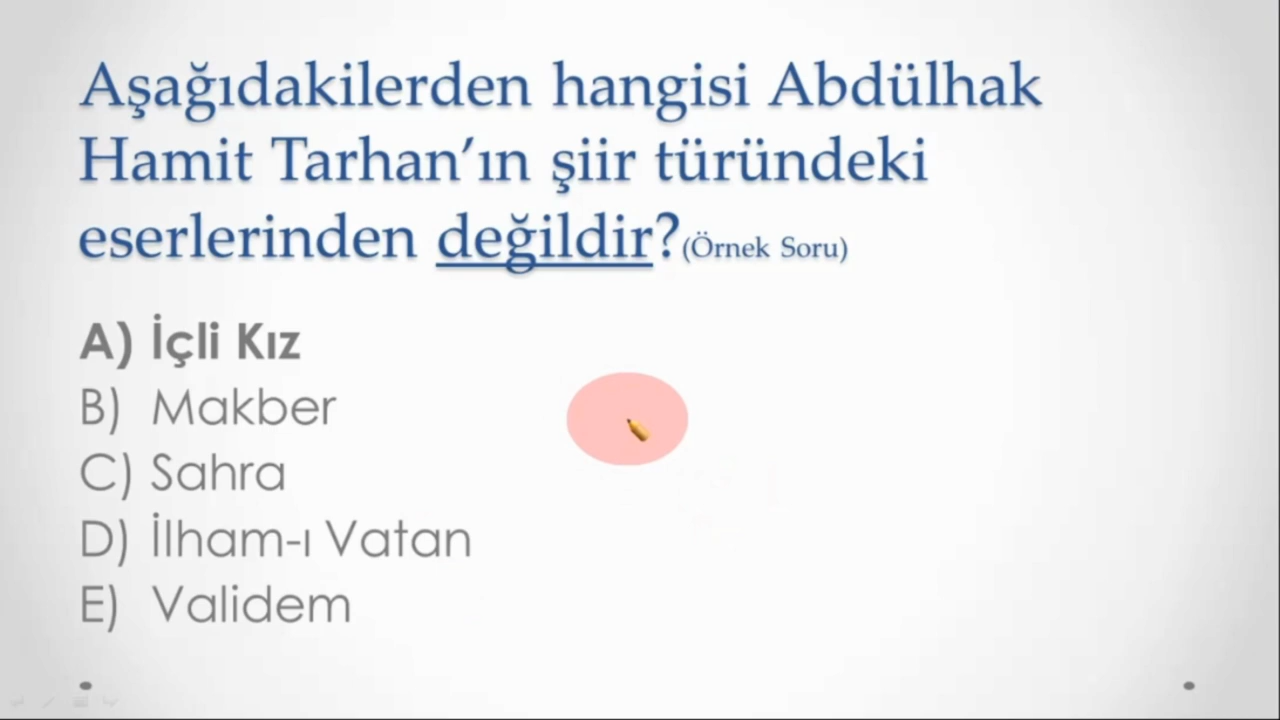 Aşağıdakilerden hangisi Abdülhak
Hamit Tarhan’ın şiir türündeki
eserlerinden değildir?(Örnek Soru)
A) İçli Kız
B) Makber
C) Sahra
D) İlham-ı Vatan
E) Validem